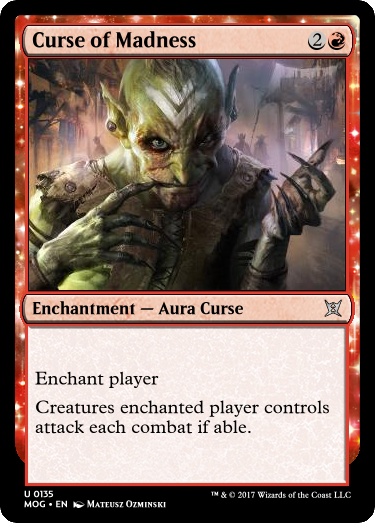 Curse of Madness 2
Enchantment — Aura Curse
Enchant player
Creatures enchanted player controls
attack each combat if able.
U 0135
MOG • EN Mateusz Ozminski
™ & © 2017 Wizards of the Coast LLC